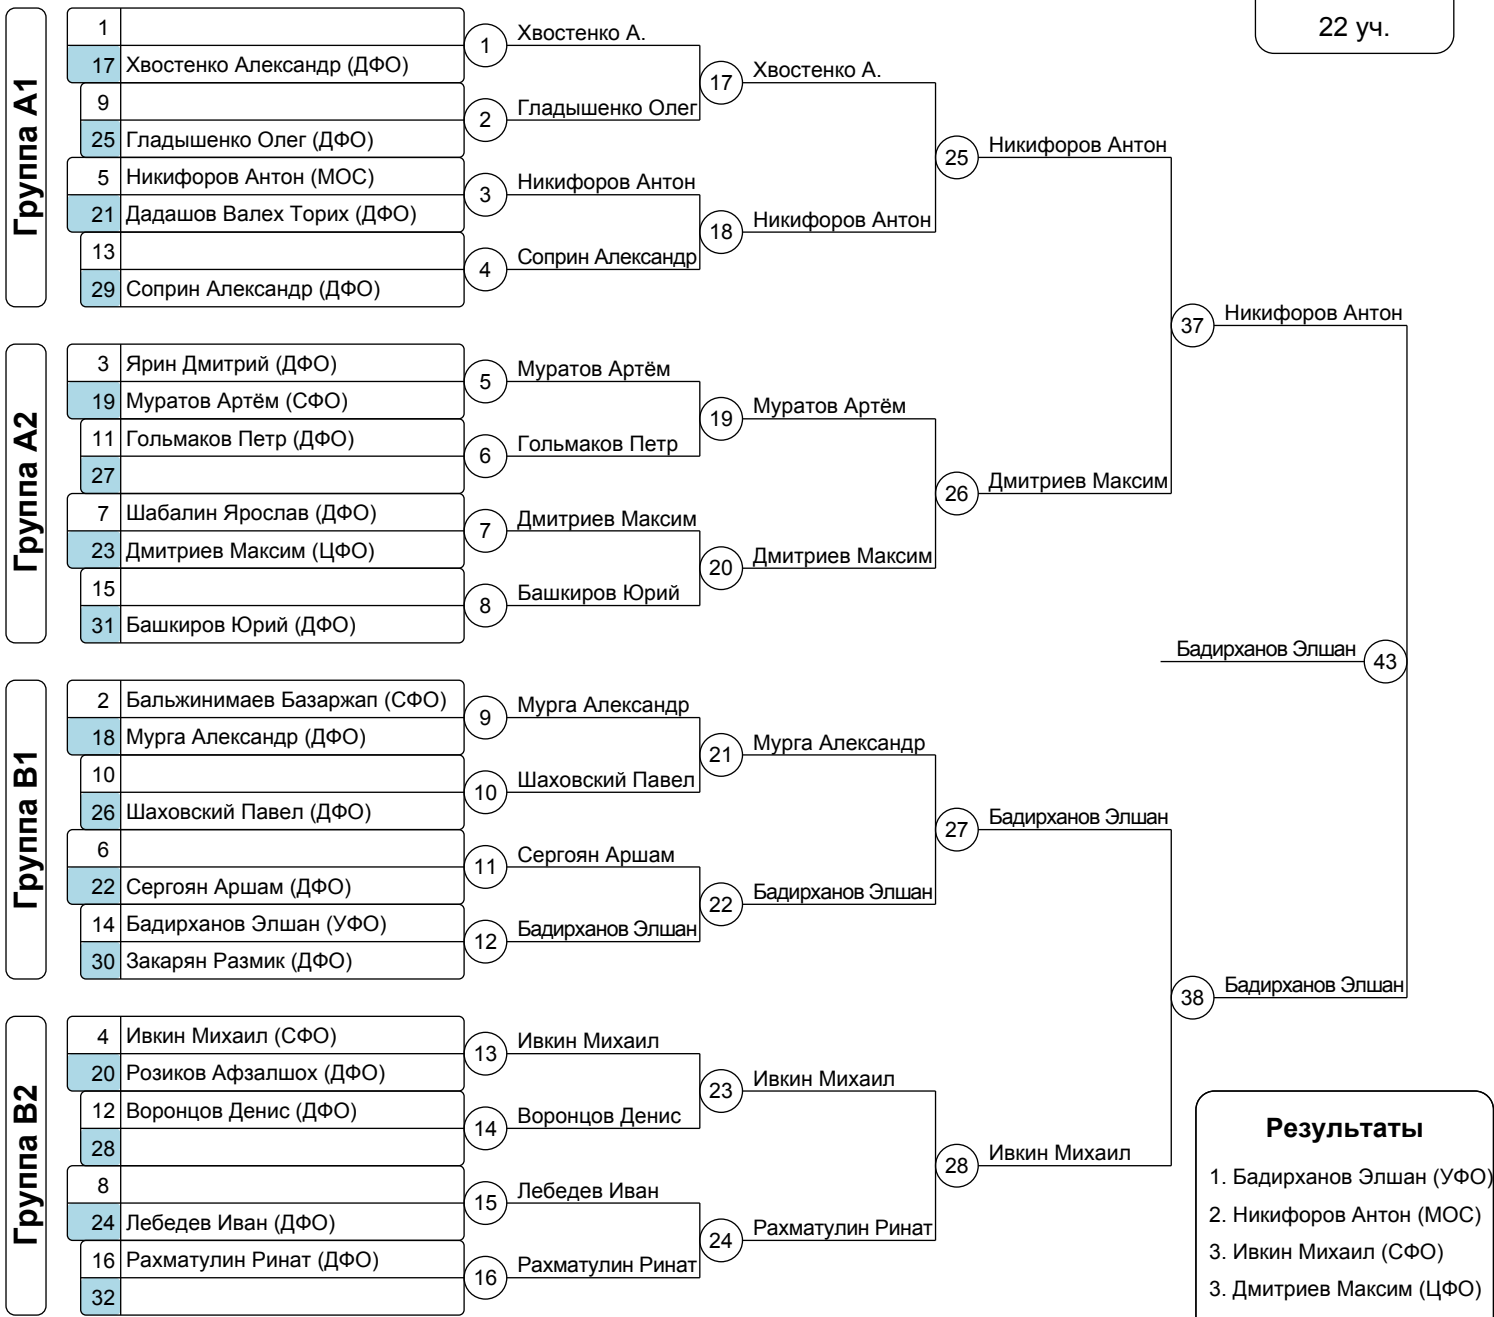 22 уч.
Группа A1
1
17 Хвостенко Александр (ДФО)
9
25 Гладышенко Олег (ДФО)
5 Никифоров Антон (МОС)
21 Дадашов Валех Торих (ДФО)
13
29 Соприн Александр (ДФО)
Группа A2
3 Ярин Дмитрий (ДФО)
19 Муратов Артём (СФО)
11 Гольмаков Петр (ДФО)
27
7 Шабалин Ярослав (ДФО)
23 Дмитриев Максим (ЦФО)
15
31 Башкиров Юрий (ДФО)
Группа B1
2 Бальжинимаев Базаржап (СФО)
18 Мурга Александр (ДФО)
10
26 Шаховский Павел (ДФО)
6
22 Сергоян Аршам (ДФО)
14 Бадирханов Элшан (УФО)
30 Закарян Размик (ДФО)
Группа B2
4 Ивкин Михаил (СФО)
20 Розиков Афзалшох (ДФО)
12 Воронцов Денис (ДФО)
28
8
24 Лебедев Иван (ДФО)
16 Рахматулин Ринат (ДФО)
32
1 Хвостенко А.
2 Гладышенко Олег
3 Никифоров Антон
4 Соприн Александр
5 Муратов Артём
6 Гольмаков Петр
7 Дмитриев Максим
8 Башкиров Юрий
9 Мурга Александр
10 Шаховский Павел
11 Сергоян Аршам
12 Бадирханов Элшан
13 Ивкин Михаил
14 Воронцов Денис
15 Лебедев Иван
16 Рахматулин Ринат
17 Хвостенко А.
18 Никифоров Антон
19 Муратов Артём
20 Дмитриев Максим
21 Мурга Александр
22 Бадирханов Элшан
23 Ивкин Михаил
24 Рахматулин Ринат
25 Никифоров Антон
26 Дмитриев Максим
27 Бадирханов Элшан
28 Ивкин Михаил
37 Никифоров Антон
38 Бадирханов Элшан
Бадирханов Элшан 43
Результаты
1. Бадирханов Элшан (УФО)
2. Никифоров Антон (МОС)
3. Ивкин Михаил (СФО)
3. Дмитриев Максим (ЦФО)